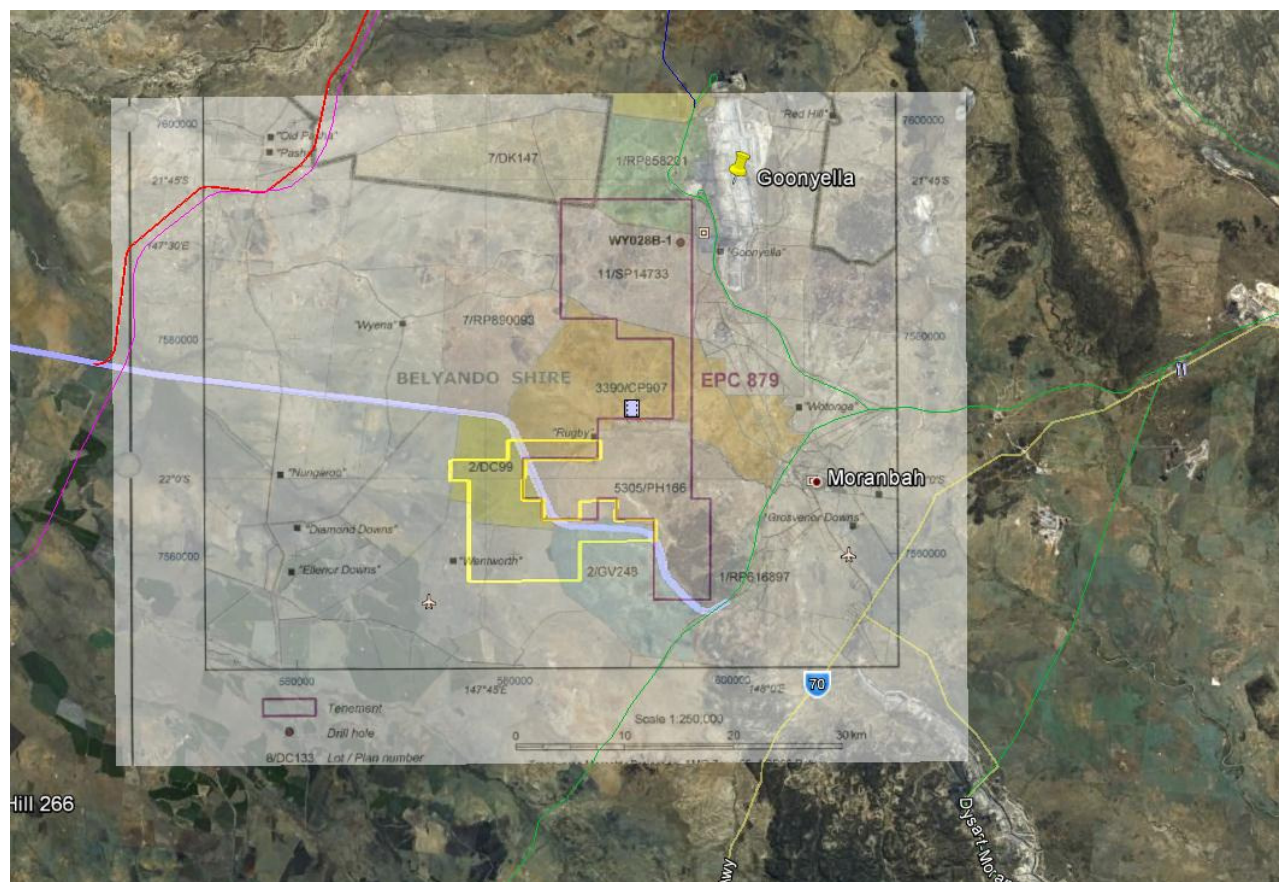 "Red Hill"
7600000
7600000
"Old Pasha"
"Pasha"
7/DK147
1/RP858201
21°45'S
Goonyella
21°45'S
WY028B-1
147°30'E
"Goonyella"
11/SP14733
7/RP890093
"Wyena"
7580000
7580000
BELYANDO SHIRE
EPC 879
3390/CP907
"Wotonga"
"Rugby"
2/DC99
"Nungaroo"
22°0'S
Moranbah
5305/PH166
"Diamond Downs"
"Grosvenor Downs"
7560000
7560000
"Ellenor Downs"
"Wentworth"
2/GV248
1/RP616897
580000
600000
147°45'E
148°0'E
70
Tenement
Scale 1:250,000
Drill hole
0 10 20 30 km
8/DC133 Lot / Plan number
Hill 266
Dysart-Mora
Hwy